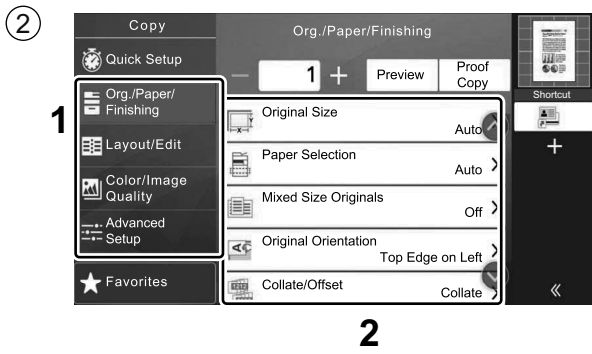 2
Copy
Org./Paper/Finishing
Quick Setup
1
Preview
Proof
Copy
Shortcut
1
Org./Paper/
Finishing
Layout/Edit
Color/Image
Quality
Advanced
Setup
Favorites
Original Size
Auto
Paper Selection
Auto
Mixed Size Originals
Off
Original Orientation
Top Edge on Left
Collate/Offset
Collate
2